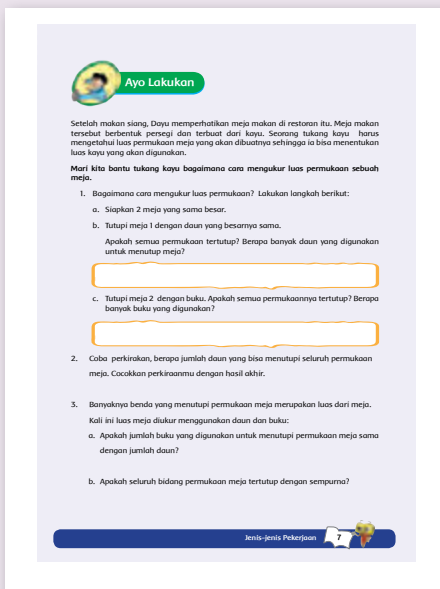 Ayo Lakukan
Setelah makan siang, Dayu memperhatikan meja makan di restoran itu. Meja makan
tersebut berbentuk persegi dan terbuat dari kayu. Seorang tukang kayu harus
mengetahui luas permukaan meja yang akan dibuatnya sehingga ia bisa menentukan
luas kayu yang akan digunakan.
Mari kita bantu tukang kayu bagaimana cara mengukur luas permukaan sebuah
meja.
1. Bagaimana cara mengukur luas permukaan? Lakukan langkah berikut:
a. Siapkan 2 meja yang sama besar.
b. Tutupi meja 1 dengan daun yang besarnya sama.
Apakah semua permukaan tertutup? Berapa banyak daun yang digunakan
untuk menutup meja?
c. Tutupi meja 2 dengan buku. Apakah semua permukaannya tertutup? Berapa
banyak buku yang digunakan?
2. Coba perkirakan, berapa jumlah daun yang bisa menutupi seluruh permukaan
meja. Cocokkan perkiraanmu dengan hasil akhir.
3. Banyaknya benda yang menutupi permukaan meja merupakan luas dari meja.
Kali ini luas meja diukur menggunakan daun dan buku:
a. Apakah jumlah buku yang digunakan untuk menutupi permukaan meja sama
dengan jumlah daun?
b. Apakah seluruh bidang permukaan meja tertutup dengan sempurna?
Jenis-jenis Pekerjaan 7